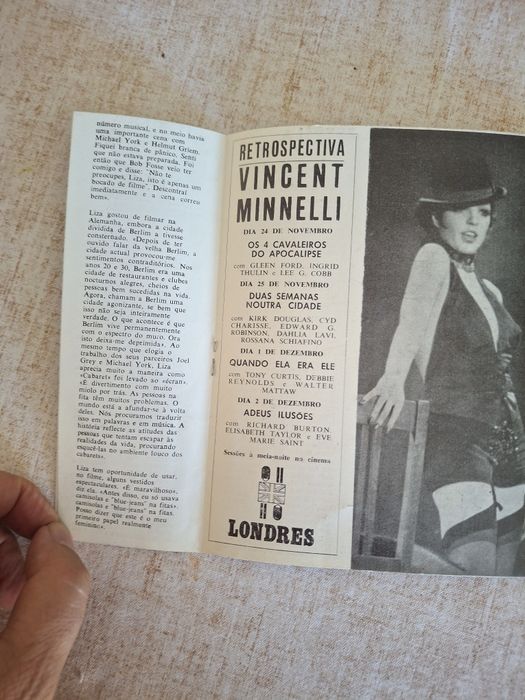 número musical, e no meio havia
uma importante cena com
Michael York e Helmut Griem.
Fiquei branca de pânico. Senti
que não estava preparada. Foi
então que Bob Fosse veio ter
comigo e disse: "Não te
preocupes, Liza, isto é apenas um
bocado de filme". Descontraí
imediatamente e a cena correu
bem».
Liza gostou de filmar na
Alemanha, embora a cidade
dividida de Berlim a tivesse
consternado. «Depois de ter
ouvido falar da velha Berlim, a
cidade actual provocou-me
sentimentos contraditórios. Nos
anos 20 e 30, Berlim era uma
cidade de restaurantes e clubes
nocturnos alegres, cheios de
pessoas bem sucedidas na vida.
Agora, chamam a Berlim uma
cidade agonizante, se bem que
isso não seja inteiramente
verdade. O que acontece é que
Berlim vive permanentemente
com o espectro do muro. Ora
isto deixa-me deprimida». Ao
mesmo tempo que elogia o
trabalho dos seus parceiros Joel
Grey e Michael York, Liza
aprecia muito a maneira como
«Cabaret» foi levado ao «écran».
«É divertimento com muito
miolo por trás. As pessoas na
fita têm muitos problemas. O
mundo está a afundar-se à volta
deles. Nós procuramos traduzir
isso em palavras e em música. A
história reflecte as atitudes das
pessoas que tentam escapar às
realidades da vida, procurando
esquecê-las no ambiente louco dos
cabarets».
Liza tem oportunidade de usar,
no filme, alguns vestidos
espectaculares. «É maravilhoso»,
diz ela. «Antes disso, eu só usava
camisolas e "blue-jeans" na fitas.
camisolas e "blue-jeans" na fitas.
Posso dizer que este é o meu
primeiro papel realmente
feminino».
RETROSPECTIVA
VINCENT
MINNELLI
DIA 24 DE NOVEMBRO
OS 4 CAVALEIROS
DO APOCALIPSE
com GLEEN FORD, INGRID
THULIN e LEE G. COBB
DIA 25 DE NOVEMBRO
DUAS SEMANAS
NOUTRA CIDADE
com KIRK DOUGLAS, CYD
CHARISSE, EDWARD G.
ROBINSON, DAHLIA LAVI,
ROSSANA SCHIAFINO
DIA 1 DE DEZEMBRO
QUANDO ELA ERA ELE
com TONY CURTIS, DEBBIE
REYNOLDS e WALTER
MATTAW
DIA 2 DE DEZEMBRO
ADEUS ILUSÕES
com RICHARD BURTON,
ELISABETH TAYLOR e EVE
MARIE SAINT
Sessões à meia-noite na cinema
LONDRES